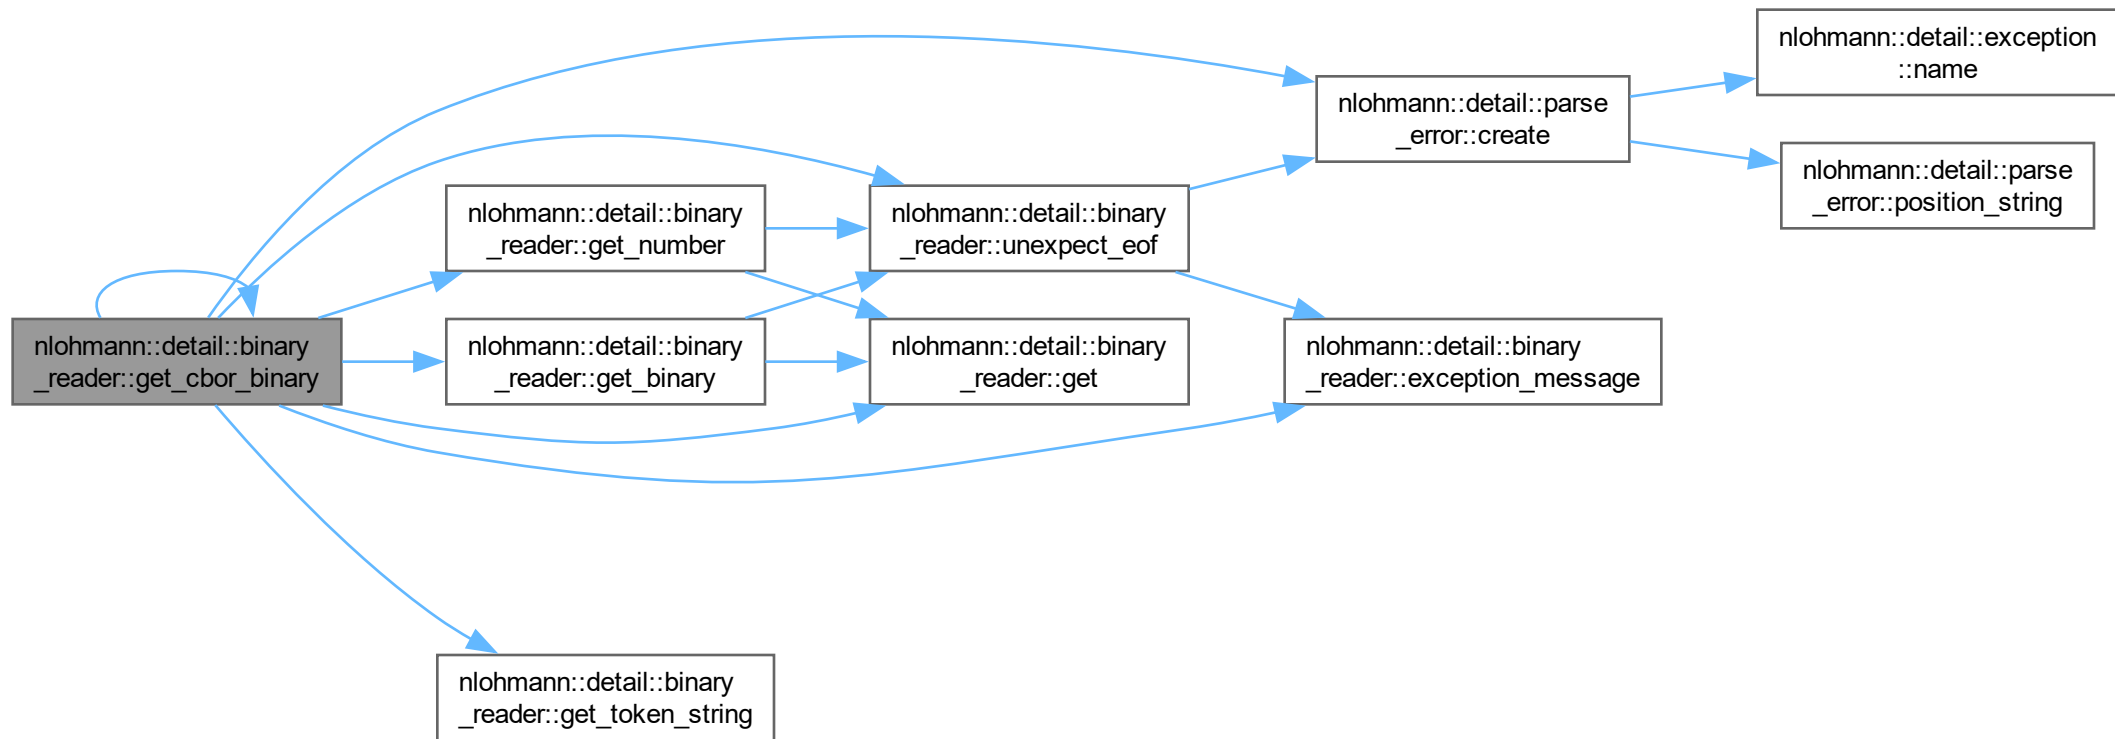 nlohmann::detail::exception
::name
nlohmann::detail::parse
_error::create
nlohmann::detail::parse
_error::position_string
nlohmann::detail::binary
_reader::get_number
nlohmann::detail::binary
_reader::unexpect_eof
nlohmann::detail::binary
_reader::get_cbor_binary
nlohmann::detail::binary
_reader::get_binary
nlohmann::detail::binary
_reader::get
nlohmann::detail::binary
_reader::exception_message
nlohmann::detail::binary
_reader::get_token_string